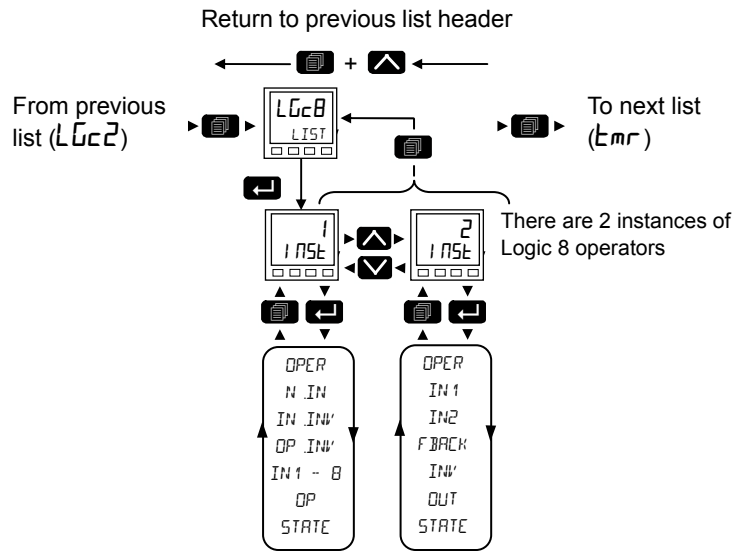 Return to previous list header
+
From previous
list (LGc2)
LGc8
LIST
To next list
(tmr)
1
INSt
2
INSt
There are 2 instances of
Logic 8 operators
OPER
N.IN
IN.INV
OP.INV
IN1 - 8
OP
STATE
OPER
IN1
IN2
F.BACK
INV
OUT
STATE